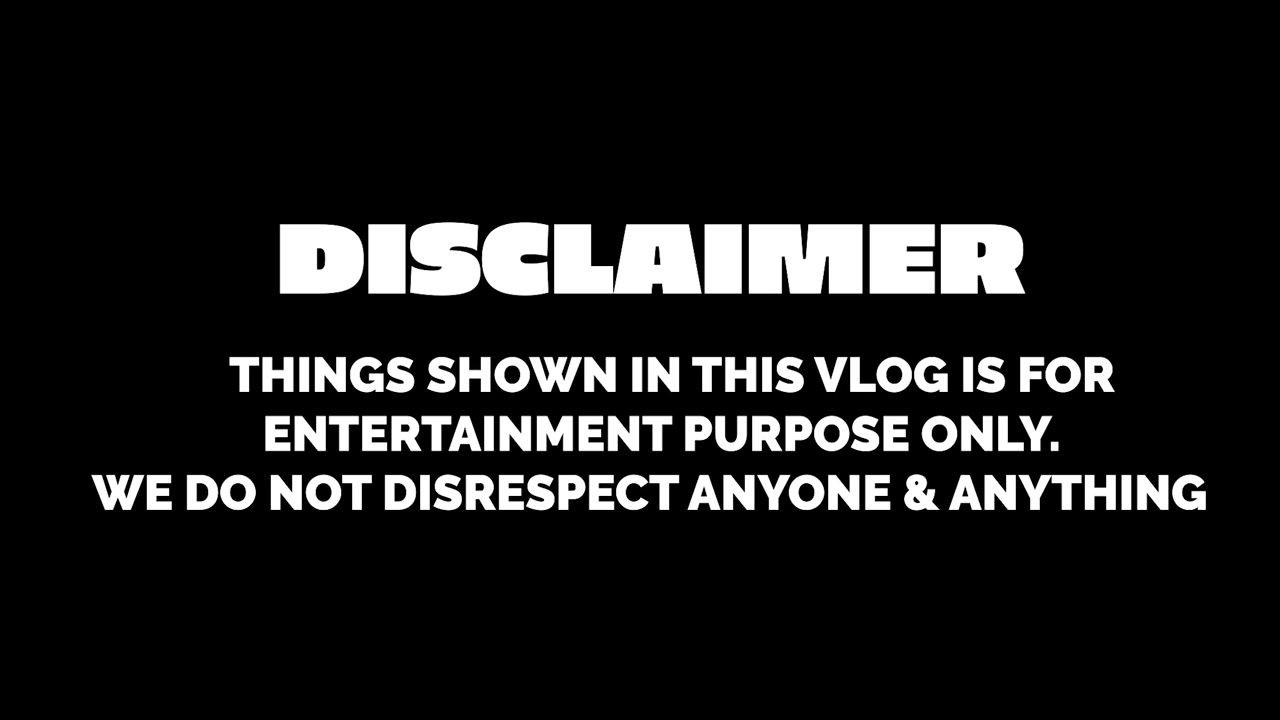 DISCLAIMER
THINGS SHOWN IN THIS VLOG IS FOR
ENTERTAINMENT PURPOSE ONLY.
WE DO NOT DISRESPECT ANYONE & ANYTHING